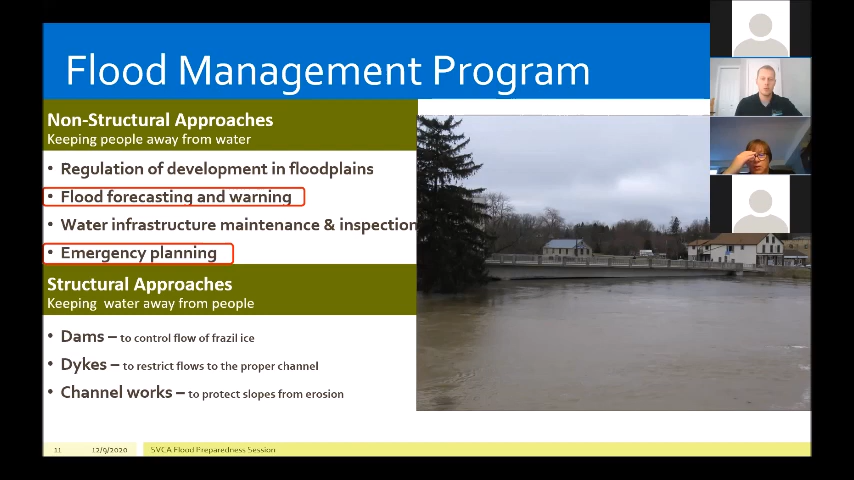 Flood Management Program
Non-Structural Approaches
Keeping people away from water
• Regulation of development in floodplains
• Flood forecasting and warning
• Water infrastructure maintenance & inspection
• Emergency planning
Structural Approaches
Keeping water away from people
• Dams – to control flow of frazil ice
• Dykes – to restrict flows to the proper channel
• Channel works – to protect slopes from erosion
11 12/9/2020 SVCA Flood Preparedness Session